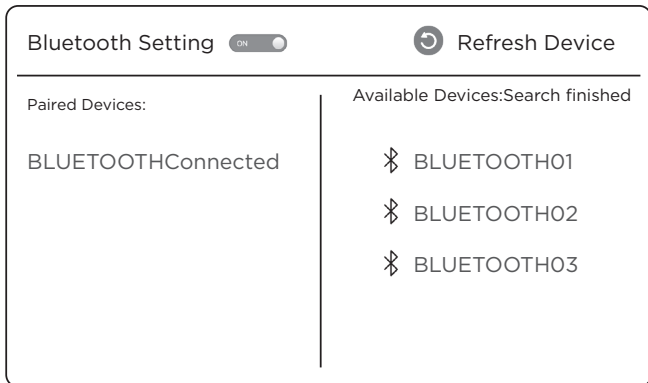 Bluetooth Setting ON
Refresh Device
Paired Devices:
BLUETOOTHConnected
Available Devices:Search finished
BLUETOOTH01
BLUETOOTH02
BLUETOOTH03